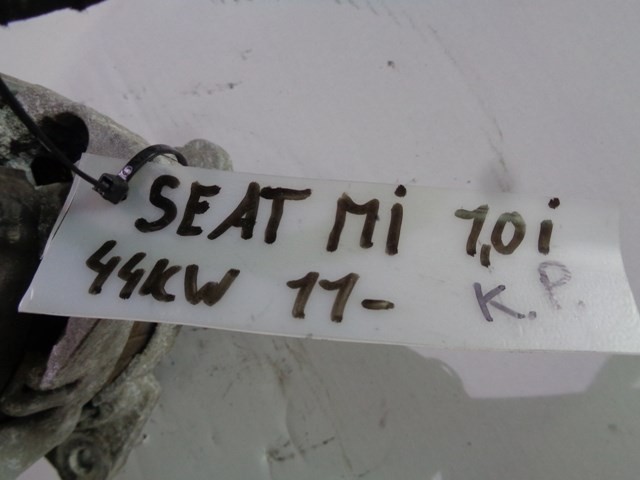 SEAT Mi 1,0i
44KW 11- K.P.